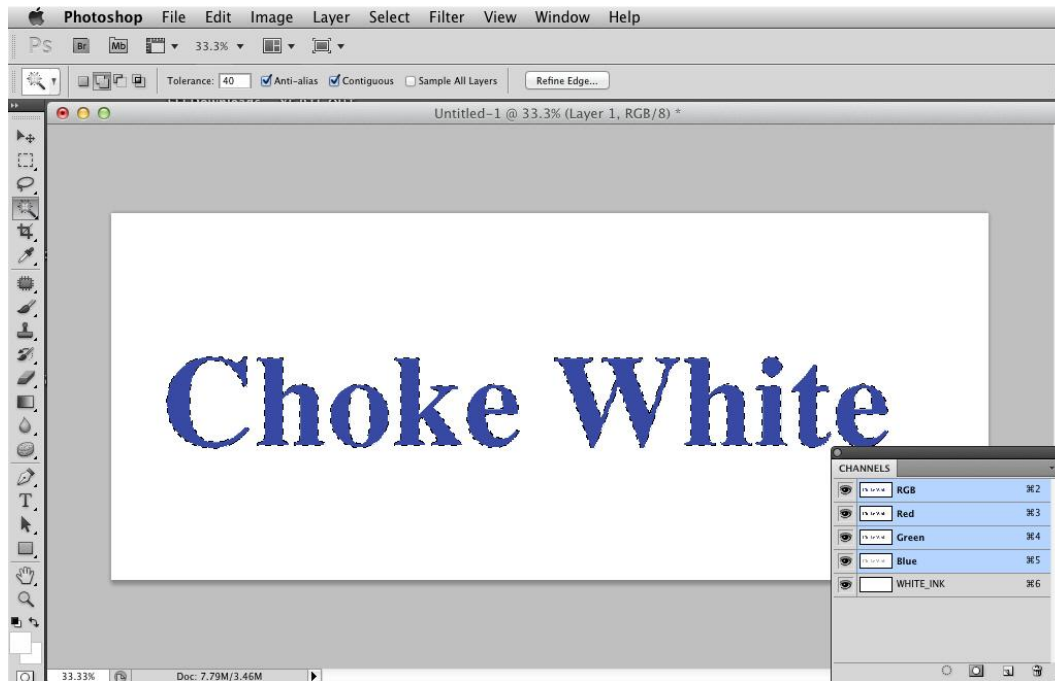 Photoshop File Edit Image Layer Select Filter View Window Help
Ps Br Mb 33.3%
Tolerance: 40 Anti-alias Contiguous Sample All Layers Refine Edge...
Untitled-1 @ 33.3% (Layer 1, RGB/8) *
Choke White
CHANNELS
RGB ⌘2
Red ⌘3
Green ⌘4
Blue ⌘5
WHITE_INK ⌘6
T
33.33% Doc: 7.79M/3.46M